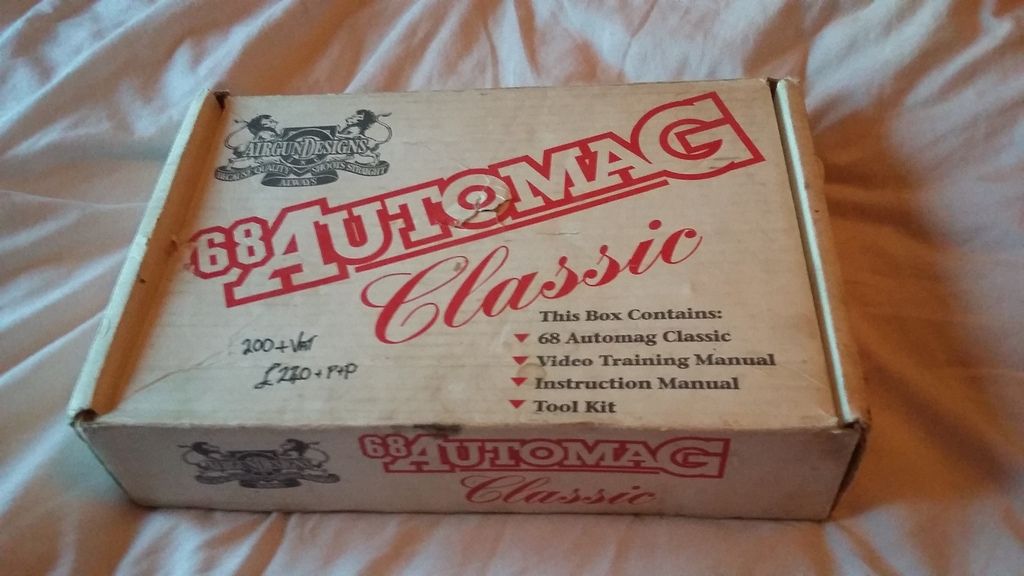 AIRGUN DESIGNS
ALWAYS
68 AUTOMAG
Classic
This Box Contains:
68 Automag Classic
Video Training Manual
Instruction Manual
Tool Kit
200 + Vat
68 AUTOMAG
Classic